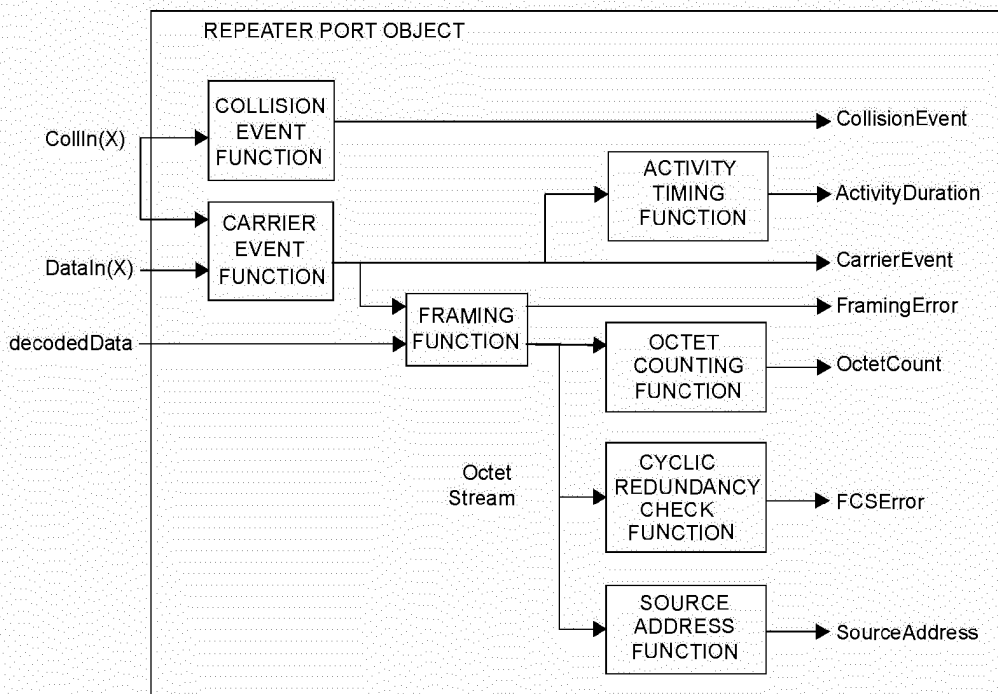 REPEATER PORT OBJECT
COLLISION
EVENT
FUNCTION
CollIn(X)
CollisionEvent
ACTIVITY
TIMING
FUNCTION
ActivityDuration
CARRIER
EVENT
FUNCTION
DataIn(X)
CarrierEvent
FRAMING
FUNCTION
FramingError
decodedData
OCTET
COUNTING
FUNCTION
OctetCount
Octet
Stream
CYCLIC
REDUNDANCY
CHECK
FUNCTION
FCSError
SOURCE
ADDRESS
FUNCTION
SourceAddress